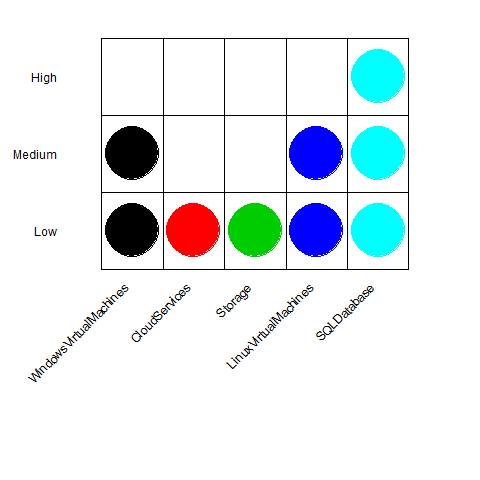 High
Medium
Low
WindowsVirtualMachines
CloudServices
Storage
LinuxVirtualMachines
SQLDatabase